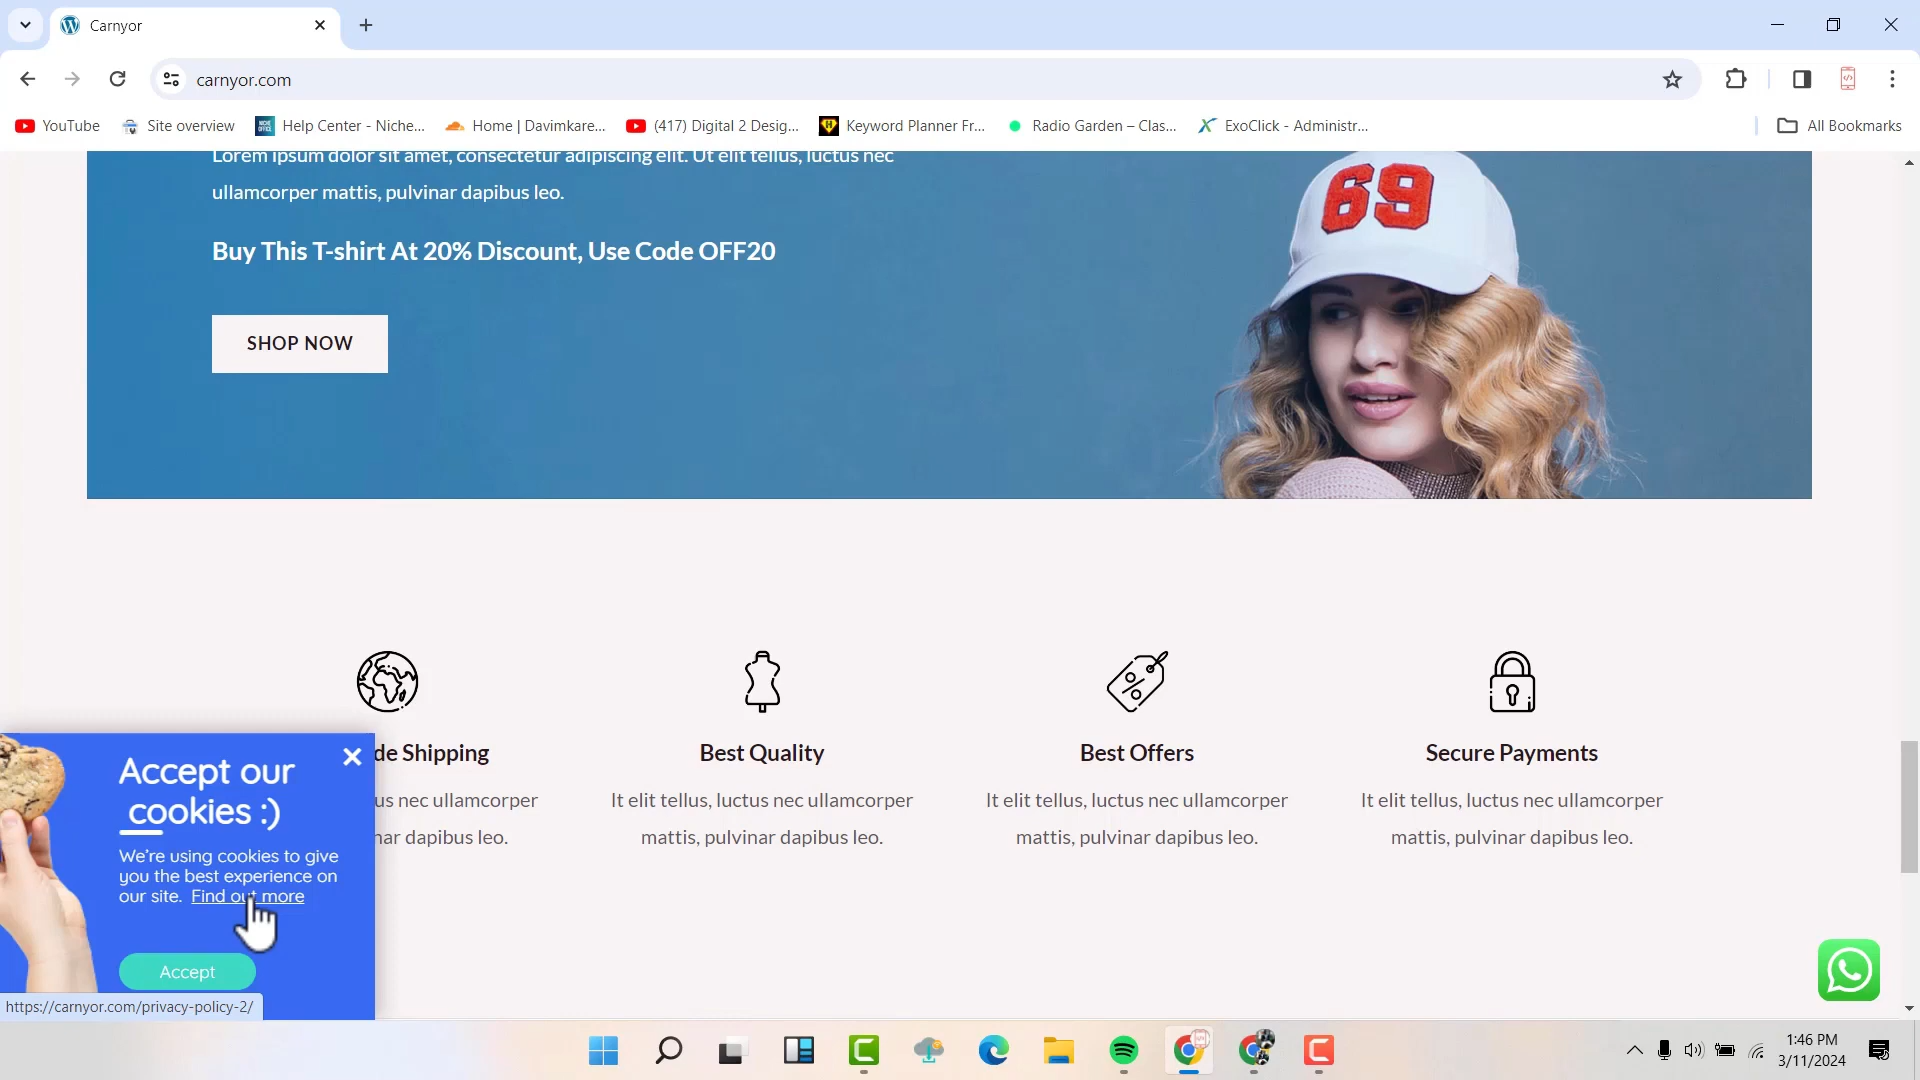 Carnyor
carnyor.com
YouTube
Site overview
Help Center - Niche...
Home | Davimkare...
(417) Digital 2 Desig...
Keyword Planner Fr...
Radio Garden – Clas...
ExoClick - Administr...
All Bookmarks
Lorem ipsum dolor sit amet, consectetur adipiscing elit. Ut elit tellus, luctus nec
ullamcorper mattis, pulvinar dapibus leo.
69
Buy This T-shirt At 20% Discount, Use Code OFF20
SHOP NOW
de Shipping
us nec ullamcorper
nar dapibus leo.
Best Quality
It elit tellus, luctus nec ullamcorper
mattis, pulvinar dapibus leo.
Best Offers
It elit tellus, luctus nec ullamcorper
mattis, pulvinar dapibus leo.
Secure Payments
It elit tellus, luctus nec ullamcorper
mattis, pulvinar dapibus leo.
Accept our
cookies :)
We're using cookies to give
you the best experience on
our site. Find out more
Accept
https://carnyor.com/privacy-policy-2/
1:46 PM
3/11/2024